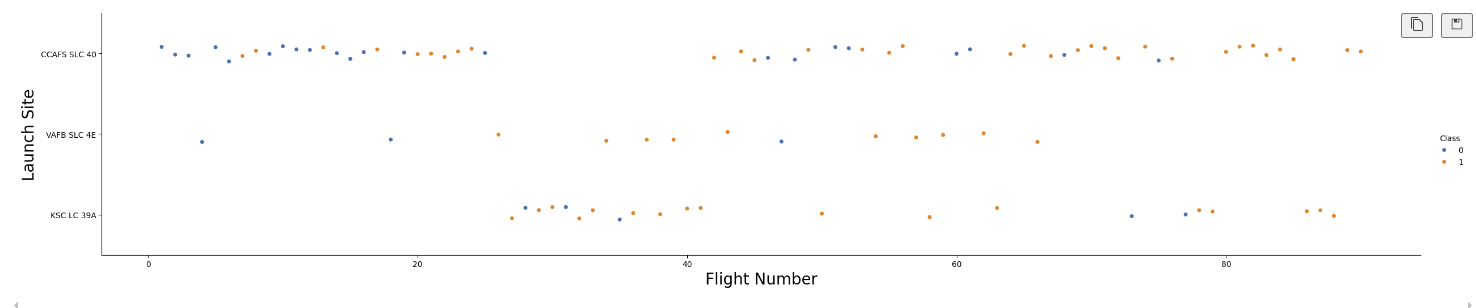 CCAFS SLC 40
VAFB SLC 4E
KSC LC 39A
Launch Site
0 20 40 60 80
Flight Number
Class
0
1